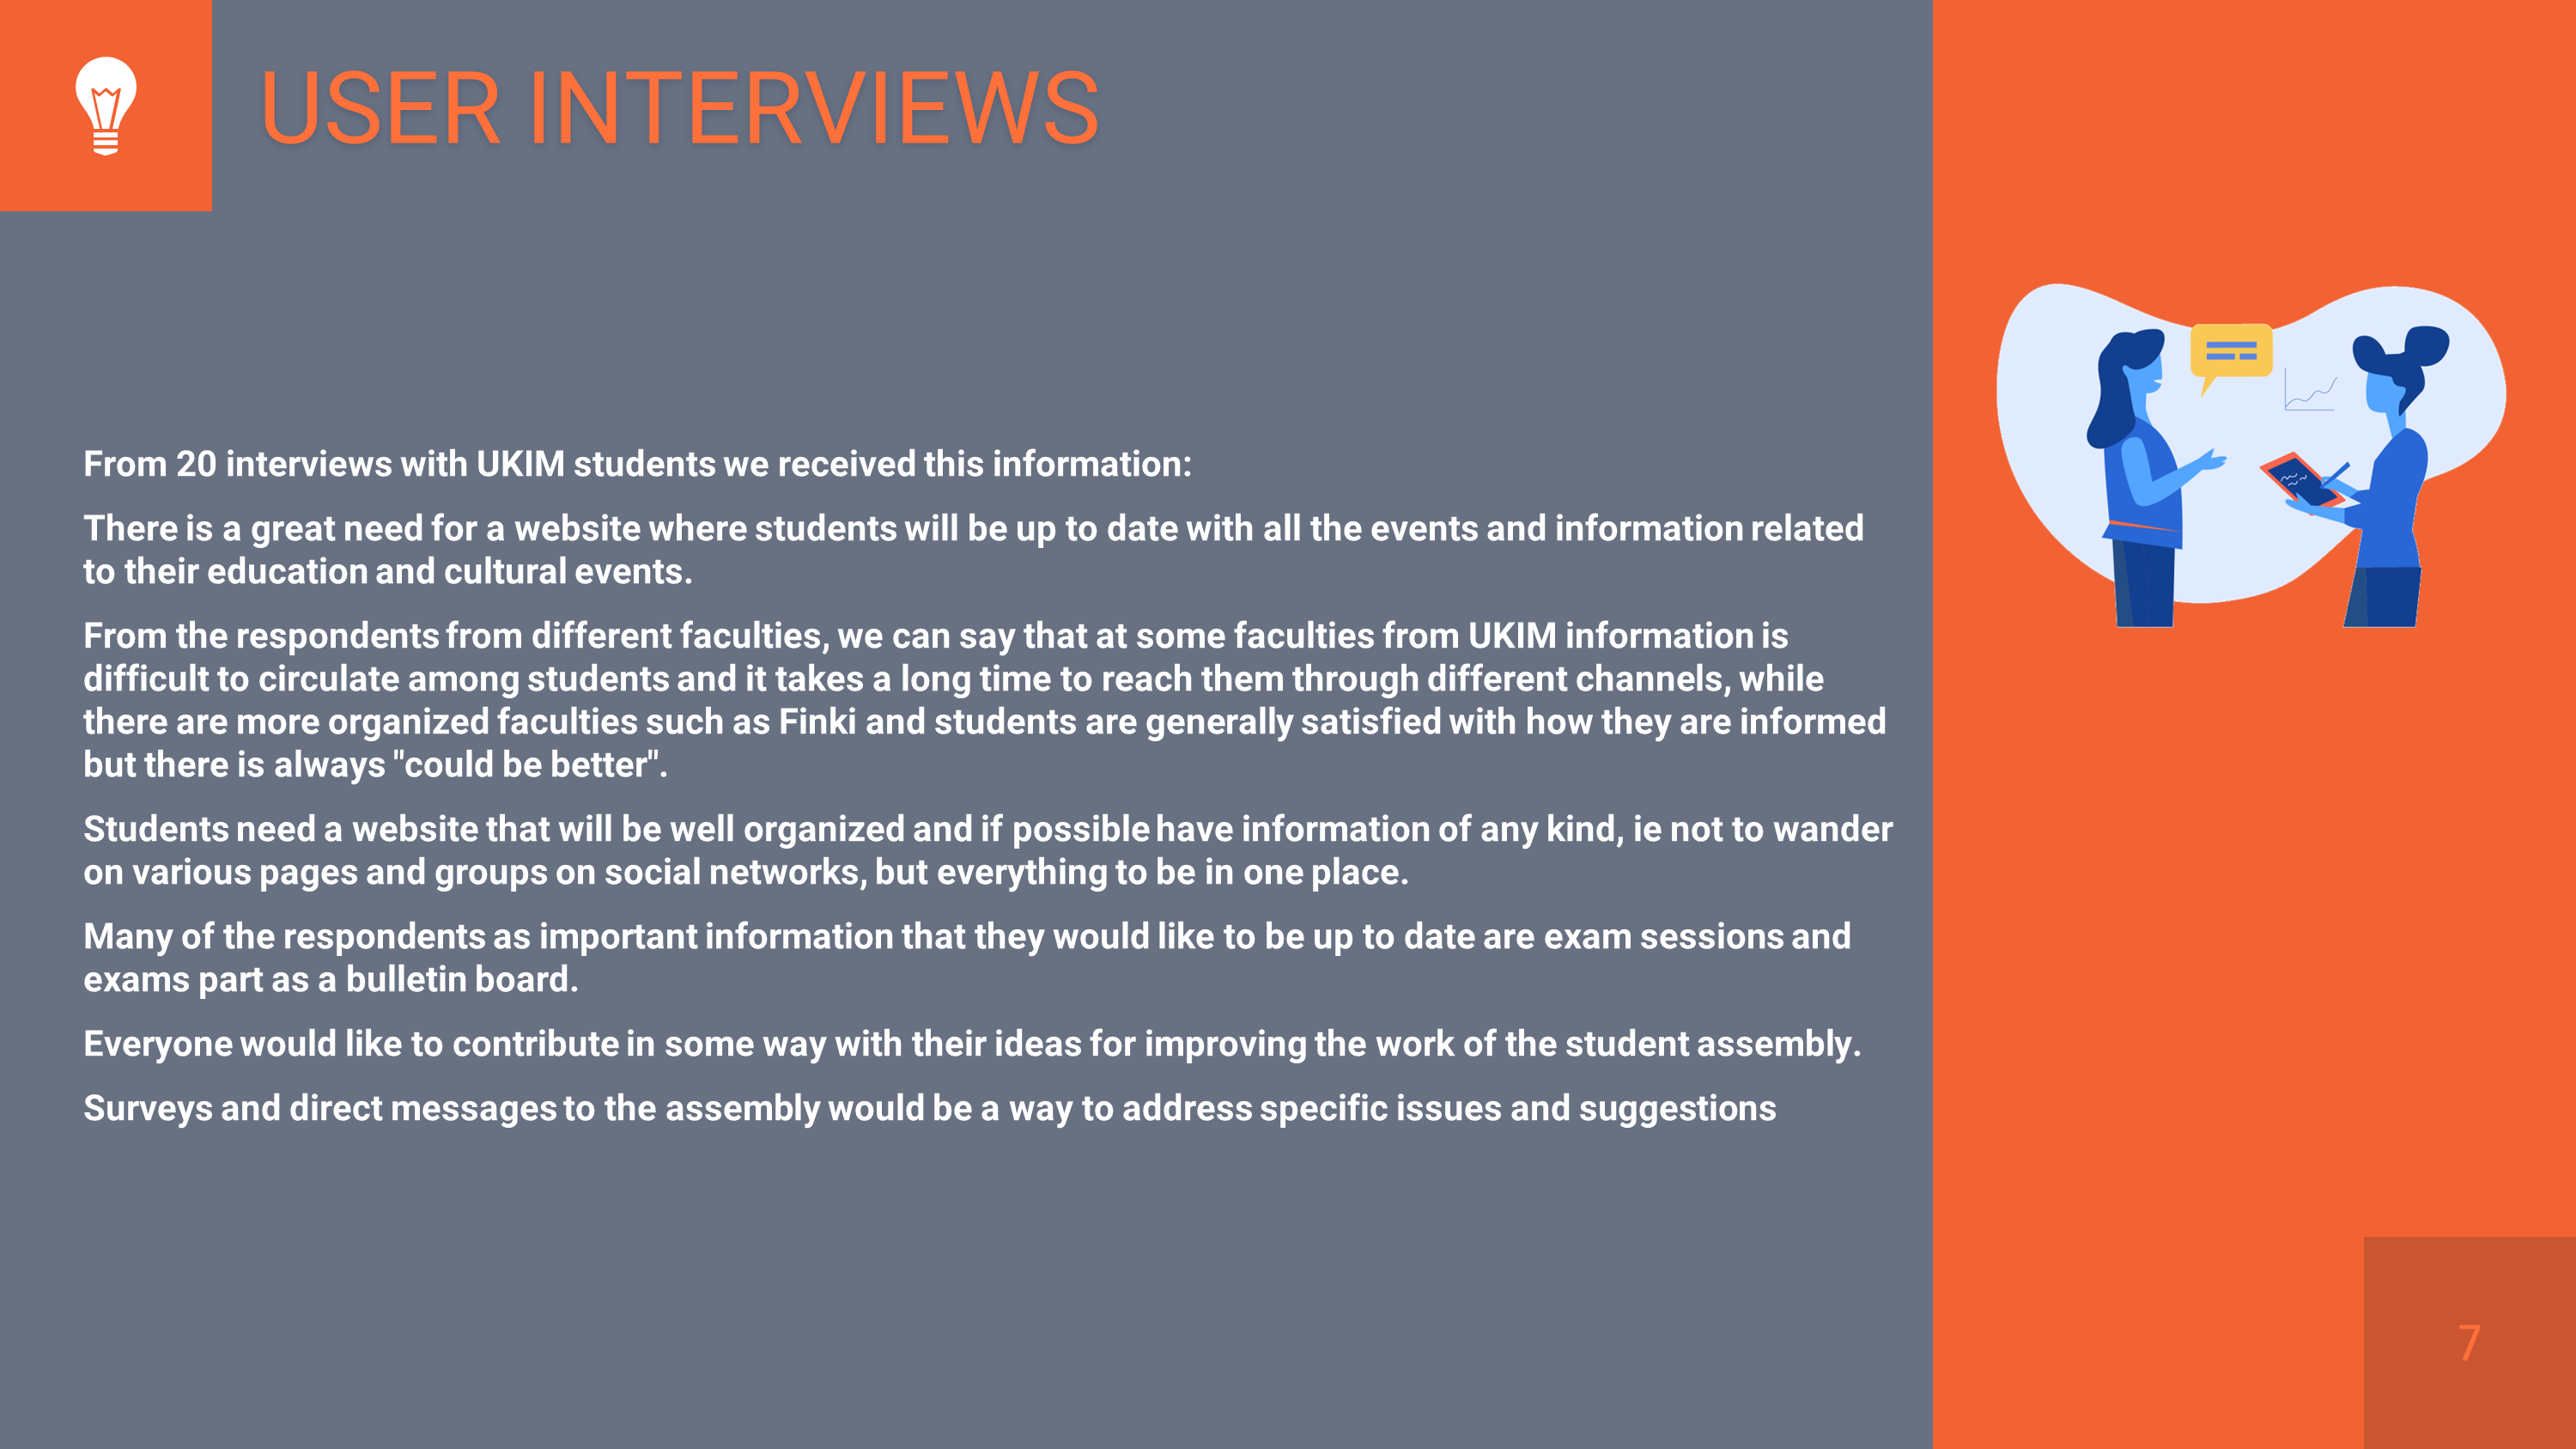 USER INTERVIEWS
From 20 interviews with UKIM students we received this information:
There is a great need for a website where students will be up to date with all the events and information related
to their education and cultural events.
From the respondents from different faculties, we can say that at some faculties from UKIM information is
difficult to circulate among students and it takes a long time to reach them through different channels, while
there are more organized faculties such as Finki and students are generally satisfied with how they are informed
but there is always "could be better".
Students need a website that will be well organized and if possible have information of any kind, ie not to wander
on various pages and groups on social networks, but everything to be in one place.
Many of the respondents as important information that they would like to be up to date are exam sessions and
exams part as a bulletin board.
Everyone would like to contribute in some way with their ideas for improving the work of the student assembly.
Surveys and direct messages to the assembly would be a way to address specific issues and suggestions
7